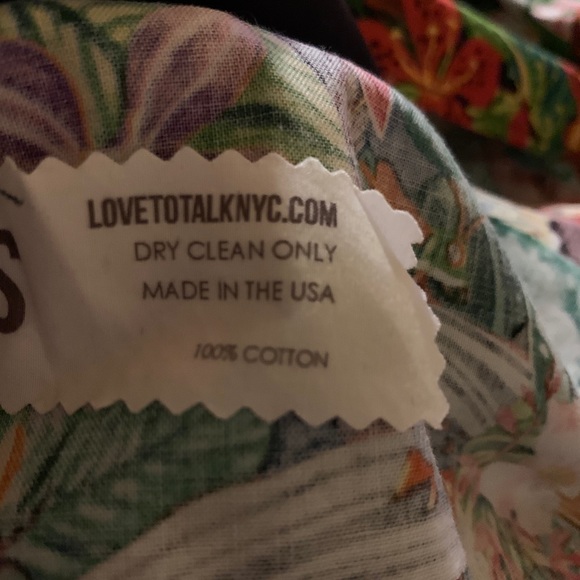 LOVETOTALKNYC.COM
DRY CLEAN ONLY
MADE IN THE USA
100% COTTON
S